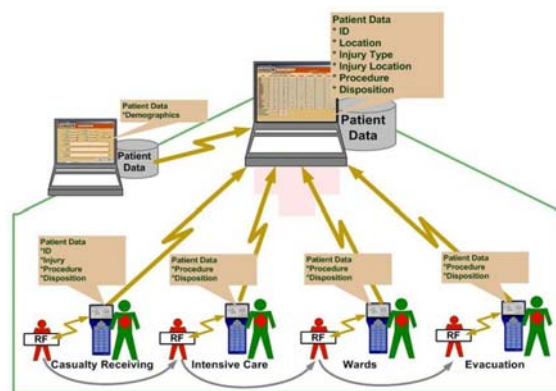 Patient Data
* ID
* Location
* Injury Type
* Injury Location
* Procedure
* Disposition
Patient Data
*Demographics
Patient
Data
Patient
Data
Patient Data
*ID
*Injury
*Procedure
*Disposition
Patient Data
*Procedure
*Disposition
Patient Data
*Procedure
*Disposition
Patient Data
*Procedure
*Disposition
RF
RF
RF
RF
Casualty Receiving
Intensive Care
Wards
Evacuation